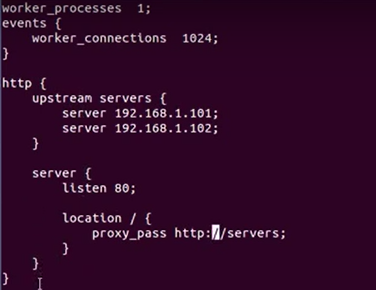 worker_processes  1;
events {
    worker_connections  1024;
}
http {
    upstream servers {
        server 192.168.1.101;
        server 192.168.1.102;
    }
    server {
        listen 80;
        location / {
            proxy_pass http://servers;
        }
    }
}